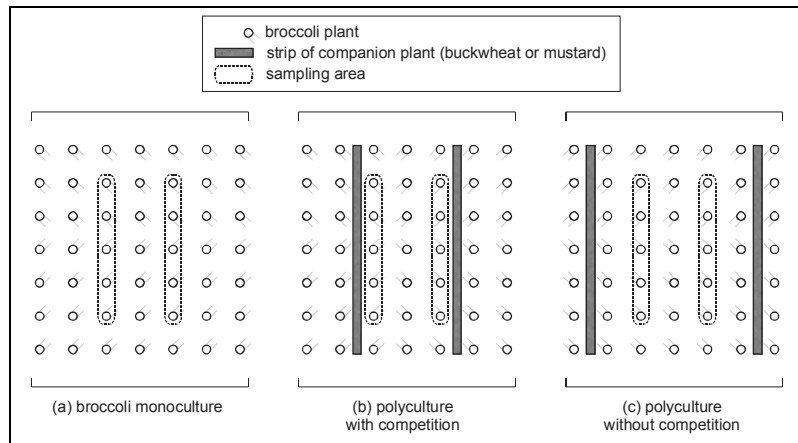 broccoli plant
strip of companion plant (buckwheat or mustard)
sampling area
(a) broccoli monoculture
(b) polyculture
with competition
(c) polyculture
without competition